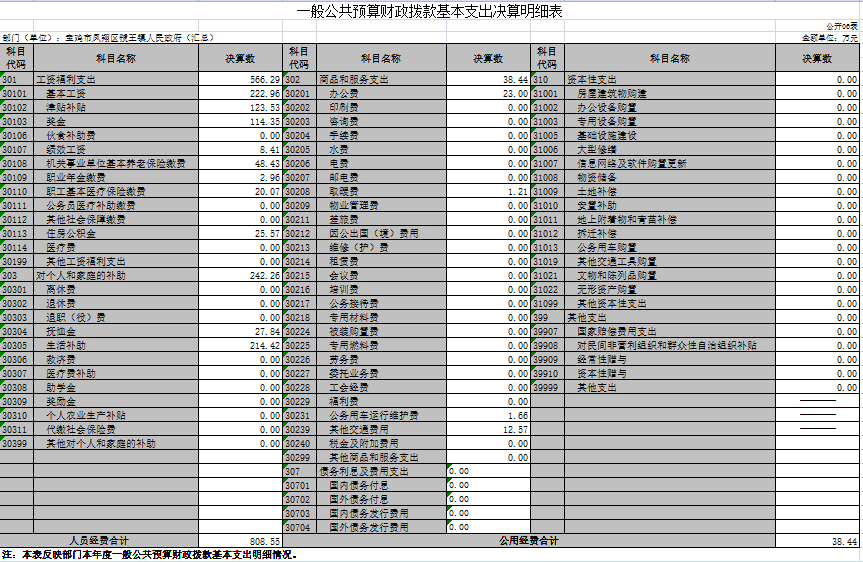 一般公共预算财政拨款基本支出决算明细表
公开06表
部门（单位）：宝鸡市凤翔区虢王镇人民政府（汇总） 金额单位：万元
科目代码 科目名称 决算数 科目代码 科目名称 决算数 科目代码 科目名称 决算数
301 工资福利支出 566.29 302 商品和服务支出 38.44 310 资本性支出 0.00
30101 基本工资 222.96 30201 办公费 23.00 31001 房屋建筑物购建 0.00
30102 津贴补贴 123.53 30202 印刷费 0.00 31002 办公设备购置 0.00
30103 奖金 114.35 30203 咨询费 0.00 31003 专用设备购置 0.00
30106 伙食补助费 0.00 30204 手续费 0.00 31005 基础设施建设 0.00
30107 绩效工资 8.41 30205 水费 0.00 31006 大型修缮 0.00
30108 机关事业单位基本养老保险缴费 48.43 30206 电费 0.00 31007 信息网络及软件购置更新 0.00
30109 职业年金缴费 2.96 30207 邮电费 0.00 31008 物资储备 0.00
30110 职工基本医疗保险缴费 20.07 30208 取暖费 1.21 31009 土地补偿 0.00
30111 公务员医疗补助缴费 0.00 30209 物业管理费 0.00 31010 安置补助 0.00
30112 其他社会保障缴费 0.00 30211 差旅费 0.00 31011 地上附着物和青苗补偿 0.00
30113 住房公积金 25.57 30212 因公出国（境）费用 0.00 31012 拆迁补偿 0.00
30114 医疗费 0.00 30213 维修（护）费 0.00 31013 公务用车购置 0.00
30199 其他工资福利支出 0.00 30214 租赁费 0.00 31019 其他交通工具购置 0.00
303 对个人和家庭的补助 242.26 30215 会议费 0.00 31021 文物和陈列品购置 0.00
30301 离休费 0.00 30216 培训费 0.00 31022 无形资产购置 0.00
30302 退休费 0.00 30217 公务接待费 0.00 31099 其他资本性支出 0.00
30303 退职（役）费 0.00 30218 专用材料费 0.00 399 其他支出 0.00
30304 抚恤金 27.84 30224 被装购置费 0.00 39907 国家赔偿费用支出 0.00
30305 生活补助 214.42 30225 专用燃料费 0.00 39908 对民间非营利组织和群众性自治组织补贴 0.00
30306 救济费 0.00 30226 劳务费 0.00 39909 经常性赠与 0.00
30307 医疗费补助 0.00 30227 委托业务费 0.00 39910 资本性赠与 0.00
30308 助学金 0.00 30228 工会经费 0.00 39999 其他支出 0.00
30309 奖励金 0.00 30229 福利费 0.00 ———
30310 个人农业生产补贴 0.00 30231 公务用车运行维护费 1.66 ———
30311 代缴社会保险费 0.00 30239 其他交通费用 12.57 ———
30399 其他对个人和家庭的补助 0.00 30240 税金及附加费用 0.00
30299 其他商品和服务支出 0.00
307 债务利息及费用支出 0.00
30701 国内债务付息 0.00
30702 国外债务付息 0.00
30703 国内债务发行费用 0.00
30704 国外债务发行费用 0.00
人员经费合计 808.55 公用经费合计 38.44
注：本表反映部门本年度一般公共预算财政拨款基本支出明细情况。